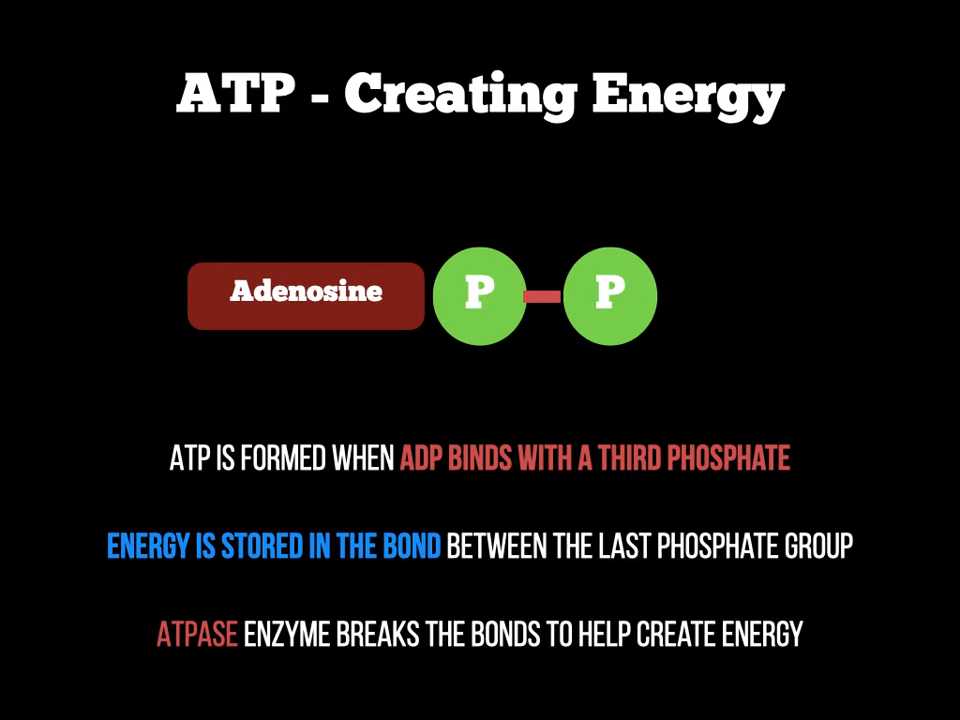 ATP - Creating Energy
Adenosine P P
ATP IS FORMED WHEN ADP BINDS WITH A THIRD PHOSPHATE
ENERGY IS STORED IN THE BOND BETWEEN THE LAST PHOSPHATE GROUP
ATPASE ENZYME BREAKS THE BONDS TO HELP CREATE ENERGY